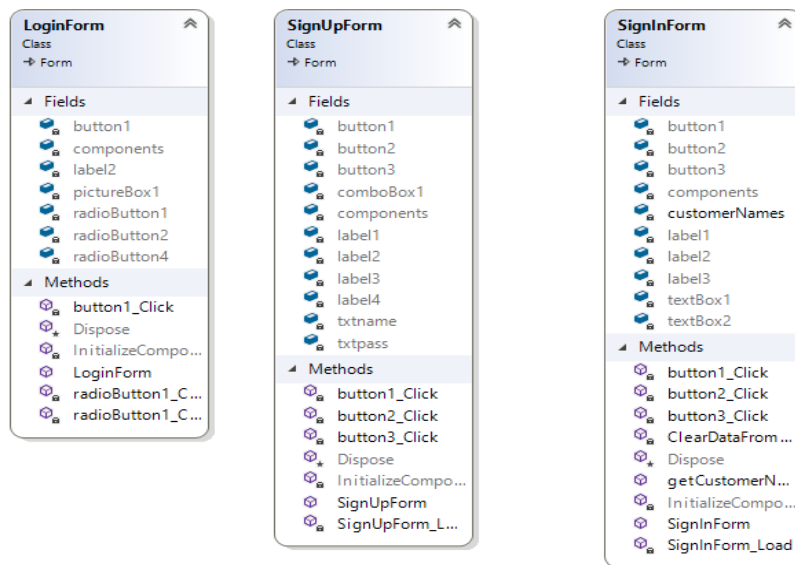 LoginForm
Class
Form
Fields
button1
components
label2
pictureBox1
radioButton1
radioButton2
radioButton4
Methods
button1_Click
Dispose
InitializeCompo...
LoginForm
radioButton1_C...
radioButton1_C...
SignUpForm
Class
Form
Fields
button1
button2
button3
comboBox1
components
label1
label2
label3
label4
txtname
txtpass
Methods
button1_Click
button2_Click
button3_Click
Dispose
InitializeCompo...
SignUpForm
SignUpForm_L...
SignInForm
Class
Form
Fields
button1
button2
button3
components
customerNames
label1
label2
label3
textBox1
textBox2
Methods
button1_Click
button2_Click
button3_Click
ClearDataFrom...
Dispose
getCustomerN...
InitializeCompo...
SignInForm
SignInForm_Load